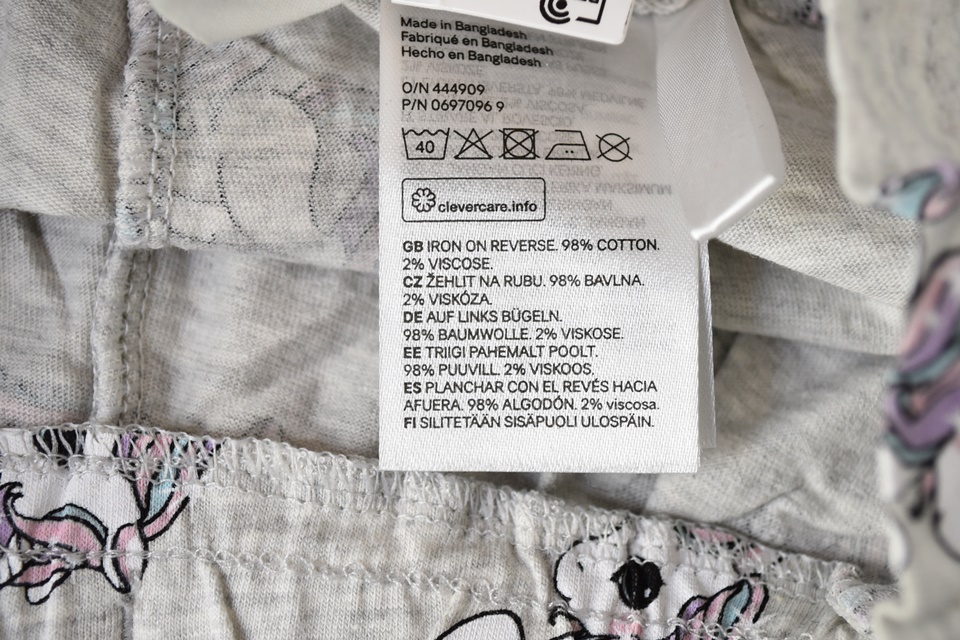 Made in Bangladesh
Fabriqué en Bangladesh
Hecho en Bangladesh
O/N 444909
P/N 0697096 9
40
clevercare.info
GB IRON ON REVERSE. 98% COTTON.
2% VISCOSE.
CZ ŽEHLIT NA RUBU. 98% BAVLNA.
2% VISKÓZA.
DE AUF LINKS BÜGELN.
98% BAUMWOLLE. 2% VISKOSE.
EE TRIIGI PAHEMALT POOLT.
98% PUUVILL. 2% VISKOOS.
ES PLANCHAR CON EL REVÉS HACIA
AFUERA. 98% ALGODÓN. 2% viscosa.
FI SILITETÄÄN SISÄPUOLI ULOSPÄIN.